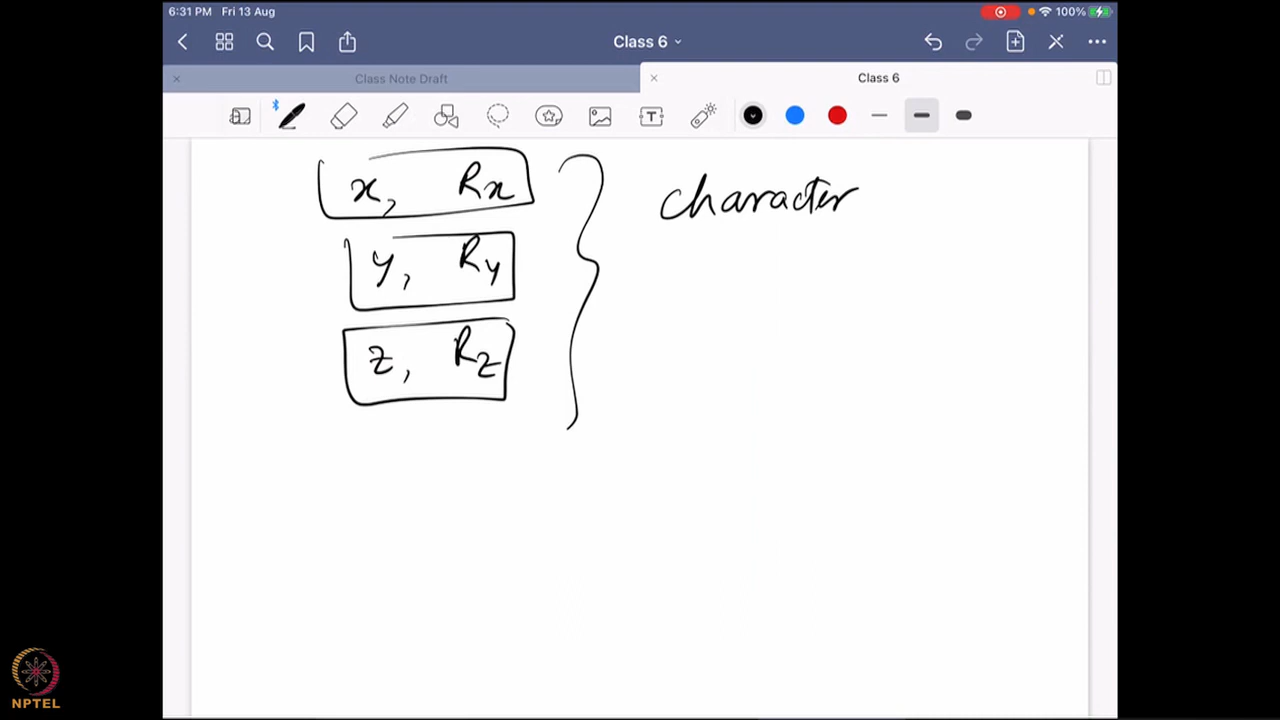 6:31 PM Fri 13 Aug
100%
Class 6
Class Note Draft
Class 6
T
x, Rx
character
y, Ry
z, Rz
NPTEL